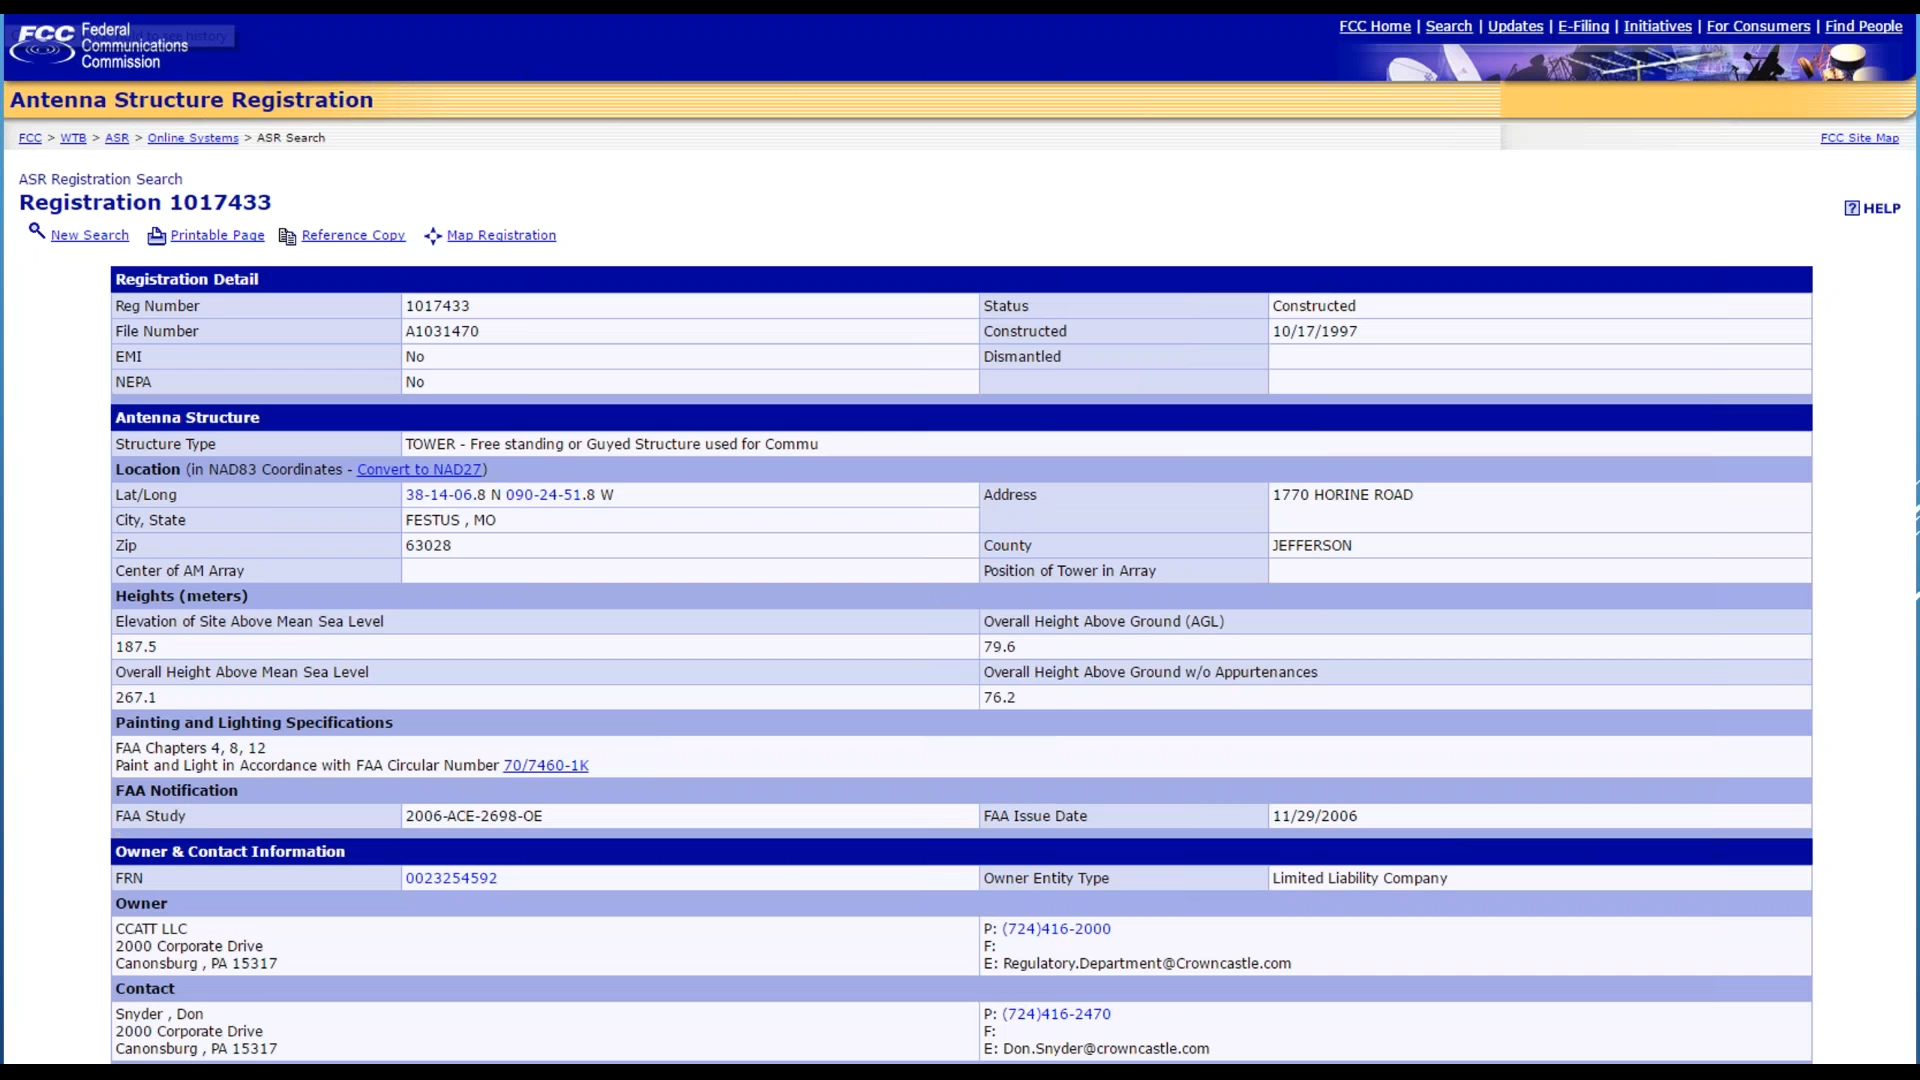 FCC Federal Communications Commission
FCC Home | Search | Updates | E-Filing | Initiatives | For Consumers | Find People
Antenna Structure Registration
FCC > WTB > ASR > Online Systems > ASR Search
FCC Site Map
ASR Registration Search
Registration 1017433
? HELP
New Search Printable Page Reference Copy Map Registration
Registration Detail
Reg Number 1017433 Status Constructed
File Number A1031470 Constructed 10/17/1997
EMI No Dismantled
NEPA No
Antenna Structure
Structure Type TOWER - Free standing or Guyed Structure used for Commu
Location (in NAD83 Coordinates - Convert to NAD27)
Lat/Long 38-14-06.8 N 090-24-51.8 W Address 1770 HORINE ROAD
City, State FESTUS , MO
Zip 63028 County JEFFERSON
Center of AM Array Position of Tower in Array
Heights (meters)
Elevation of Site Above Mean Sea Level Overall Height Above Ground (AGL)
187.5 79.6
Overall Height Above Mean Sea Level Overall Height Above Ground w/o Appurtenances
267.1 76.2
Painting and Lighting Specifications
FAA Chapters 4, 8, 12
Paint and Light in Accordance with FAA Circular Number 70/7460-1K
FAA Notification
FAA Study 2006-ACE-2698-OE FAA Issue Date 11/29/2006
Owner & Contact Information
FRN 0023254592 Owner Entity Type Limited Liability Company
Owner
CCATT LLC P: (724)416-2000
2000 Corporate Drive F:
Canonsburg , PA 15317 E: Regulatory.Department@Crowncastle.com
Contact
Snyder , Don P: (724)416-2470
2000 Corporate Drive F:
Canonsburg , PA 15317 E: Don.Snyder@crowncastle.com